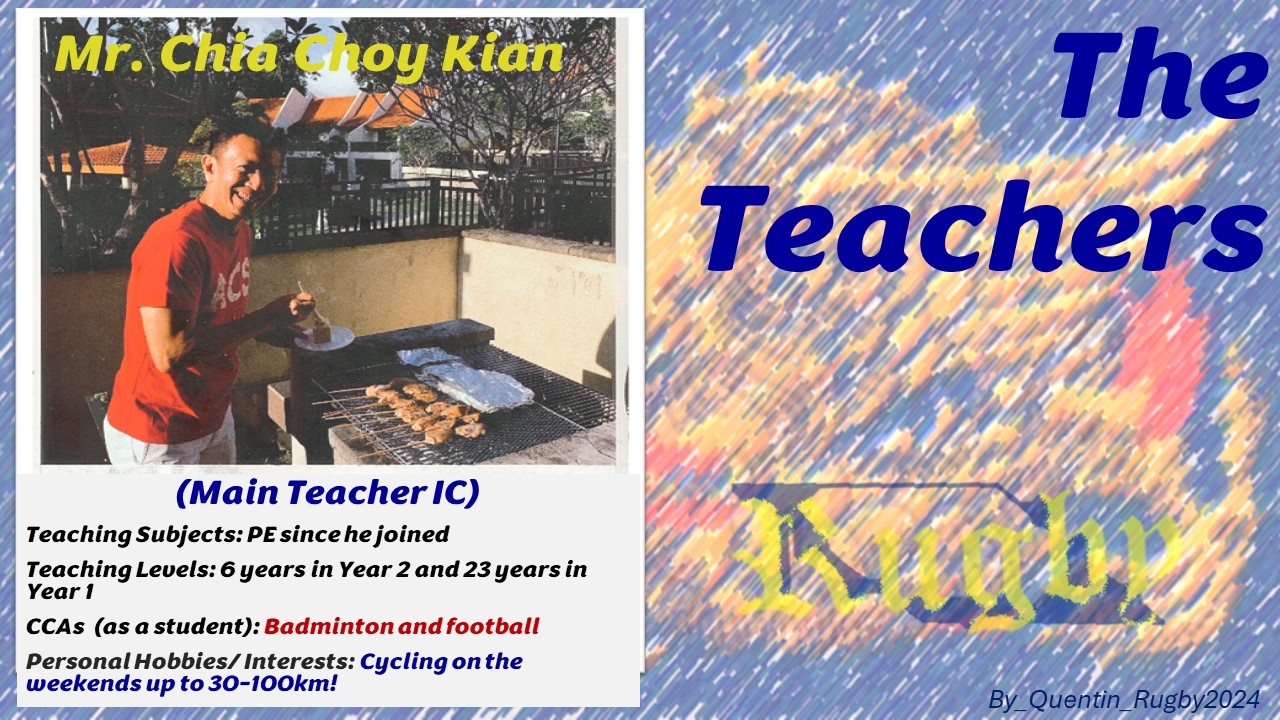 Mr. Chia Choy Kian
ACS
(Main Teacher IC)
Teaching Subjects: PE since he joined
Teaching Levels: 6 years in Year 2 and 23 years in
Year 1
CCAs (as a student): Badminton and football
Personal Hobbies/ Interests: Cycling on the
weekends up to 30-100km!
The
Teachers
Rugby
By_Quentin_Rugby2024